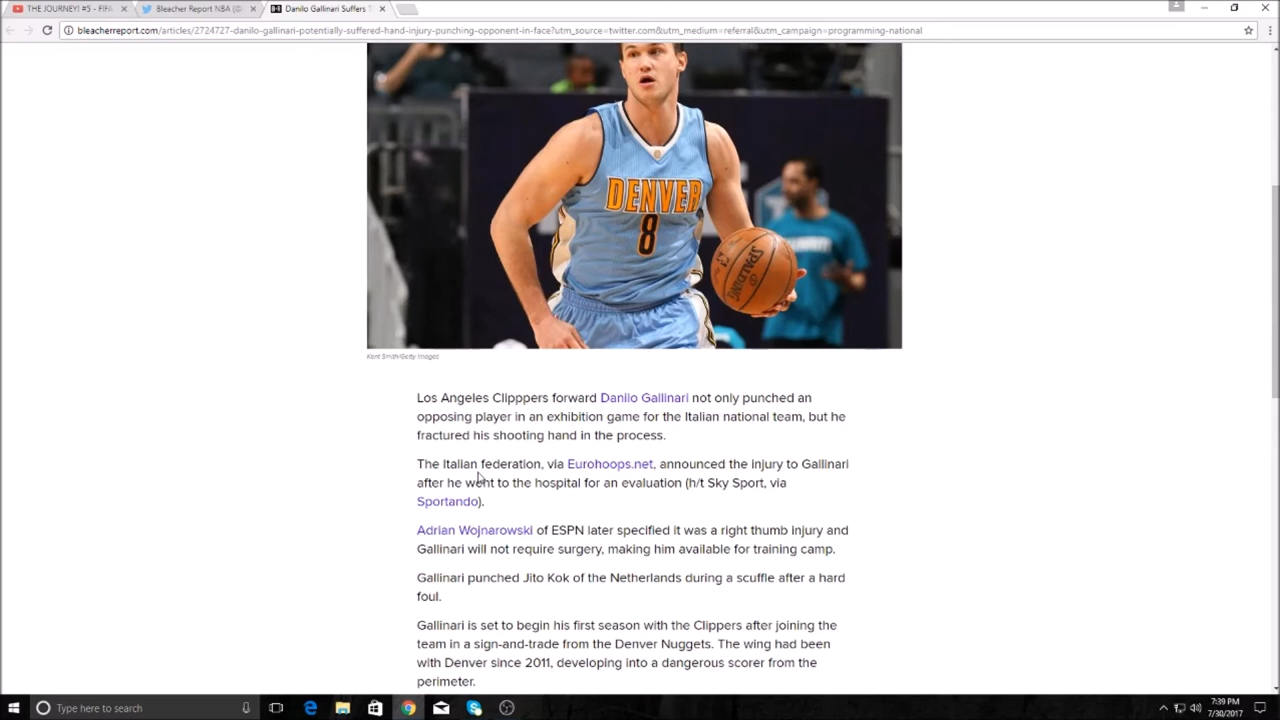 THE JOURNEY! #5 - FIFA
Bleacher Report NBA (@
Danilo Gallinari Suffers T
bleacherreport.com/articles/2724727-danilo-gallinari-potentially-suffered-hand-injury-punching-opponent-in-face?utm_source=twitter.com&utm_medium=referral&utm_campaign=programming-national
DENVER
8
SPALDING
Kent Smith/Getty Images
Los Angeles Clipppers forward Danilo Gallinari not only punched an
opposing player in an exhibition game for the Italian national team, but he
fractured his shooting hand in the process.
The Italian federation, via Eurohoops.net, announced the injury to Gallinari
after he went to the hospital for an evaluation (h/t Sky Sport, via
Sportando).
Adrian Wojnarowski of ESPN later specified it was a right thumb injury and
Gallinari will not require surgery, making him available for training camp.
Gallinari punched Jito Kok of the Netherlands during a scuffle after a hard
foul.
Gallinari is set to begin his first season with the Clippers after joining the
team in a sign-and-trade from the Denver Nuggets. The wing had been
with Denver since 2011, developing into a dangerous scorer from the
perimeter.
Type here to search
7:39 PM
7/30/2017